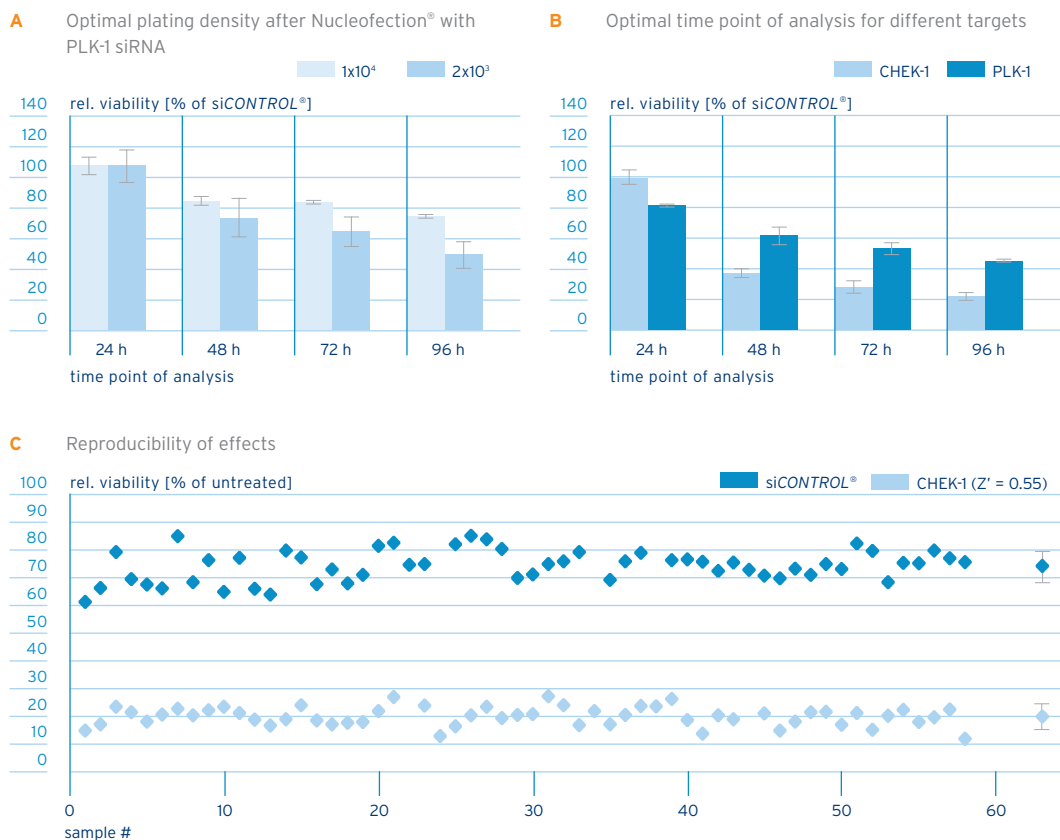 A Optimal plating density after Nucleofection® with
PLK-1 siRNA
1x10⁴ 2x10³
rel. viability [% of siCONTROL®]
140
120
100
80
60
40
20
0
24 h 48 h 72 h 96 h
time point of analysis
B Optimal time point of analysis for different targets
CHEK-1 PLK-1
rel. viability [% of siCONTROL®]
140
120
100
80
60
40
20
0
24 h 48 h 72 h 96 h
time point of analysis
C Reproducibility of effects
rel. viability [% of untreated]
siCONTROL® CHEK-1 (Z' = 0.55)
100
90
80
70
60
50
40
30
20
10
0
0 10 20 30 40 50 60
sample #